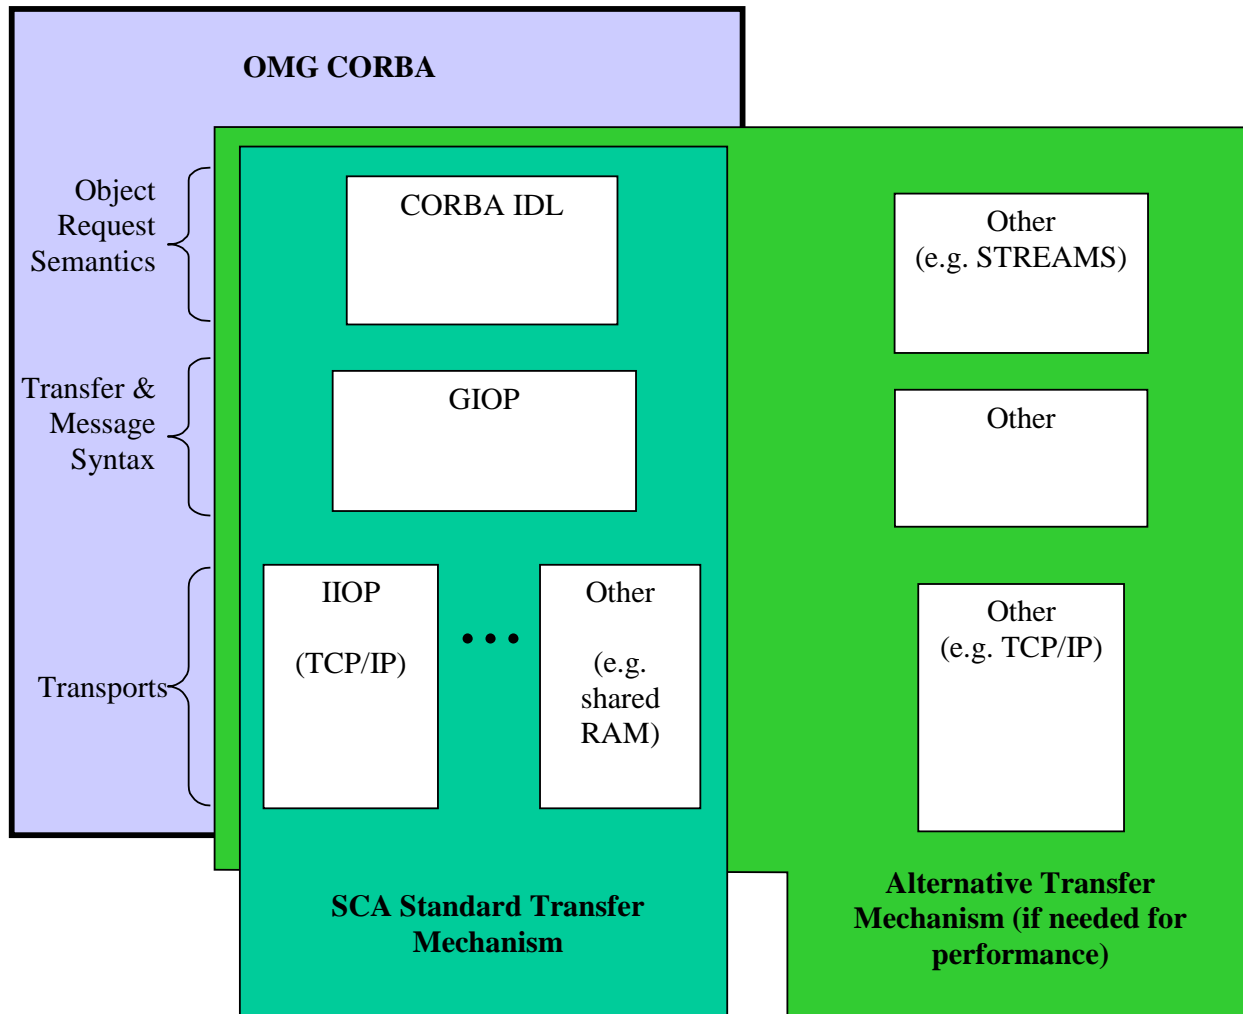 OMG CORBA
Object
Request
Semantics
CORBA IDL
Other
(e.g. STREAMS)
Transfer &
Message
Syntax
GIOP
Other
Transports
IIOP
(TCP/IP)
• • •
Other
(e.g.
shared
RAM)
Other
(e.g. TCP/IP)
SCA Standard Transfer
Mechanism
Alternative Transfer
Mechanism (if needed for
performance)